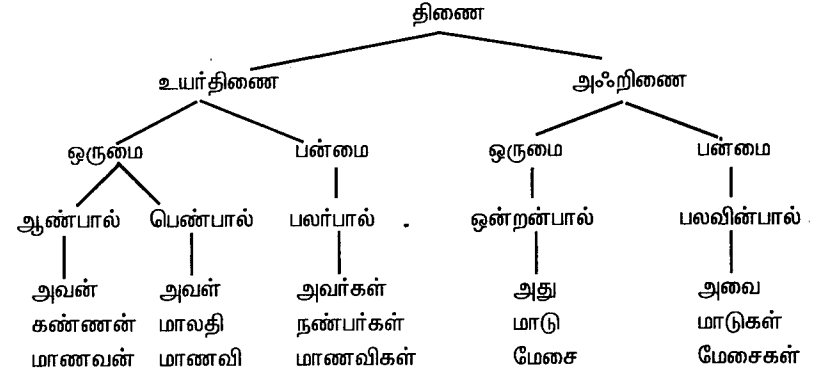 திணை
உயர்திணை அஃறிணை
ஒருமை பன்மை ஒருமை பன்மை
ஆண்பால் பெண்பால் பலர்பால் ஒன்றன்பால் பலவின்பால்
அவன் அவள் அவர்கள் அது அவை
கண்ணன் மாலதி நண்பர்கள் மாடு மாடுகள்
மாணவன் மாணவி மாணவிகள் மேசை மேசைகள்